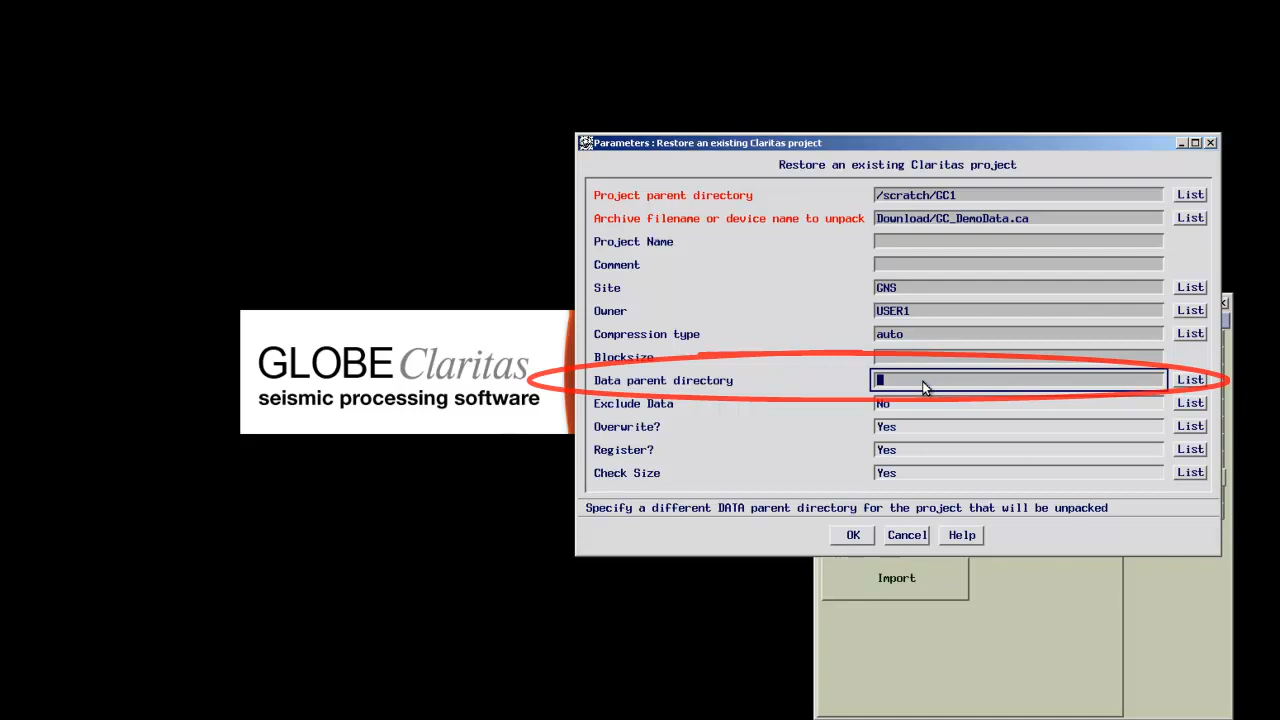 Parameters : Restore an existing Claritas project
Restore an existing Claritas project
Project parent directory /scratch/GC1 List
Archive filename or device name to unpack Download/GC_DemoData.ca List
Project Name
Comment
Site GNS List
Owner USER1 List
Compression type auto List
Blocksize
Data parent directory List
Exclude Data No List
Overwrite? Yes List
Register? Yes List
Check Size Yes List
Specify a different DATA parent directory for the project that will be unpacked
OK Cancel Help
Import
GLOBE Claritas
seismic processing software